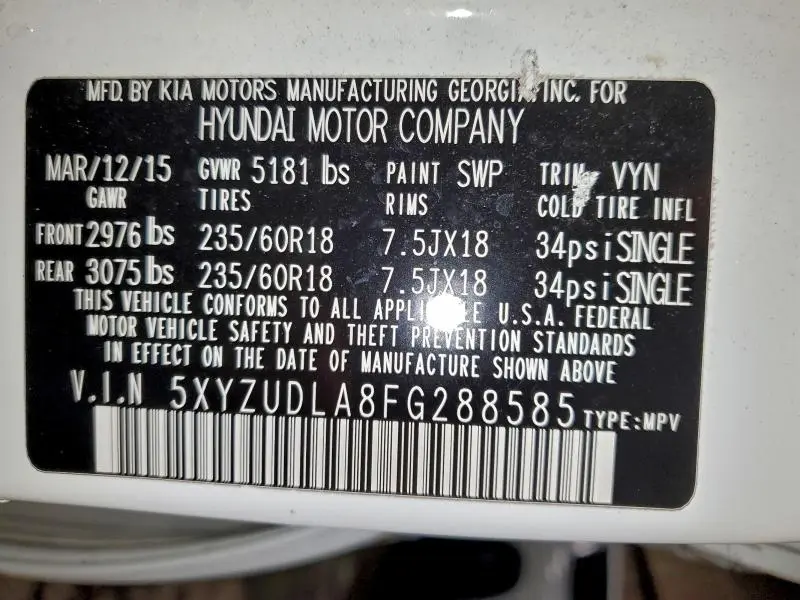 MFD. BY KIA MOTORS MANUFACTURING GEORGIA, INC. FOR
HYUNDAI MOTOR COMPANY
MAR/12/15 GVWR 5181 lbs PAINT SWP TRIM VYN
GAWR TIRES RIMS COLD TIRE INFL
FRONT 2976 lbs 235/60R18 7.5JX18 34psi SINGLE
REAR 3075 lbs 235/60R18 7.5JX18 34psi SINGLE
THIS VEHICLE CONFORMS TO ALL APPLICABLE U.S.A. FEDERAL
MOTOR VEHICLE SAFETY AND THEFT PREVENTION STANDARDS
IN EFFECT ON THE DATE OF MANUFACTURE SHOWN ABOVE
V.I.N 5XYZUDLA8FG288585 TYPE:MPV